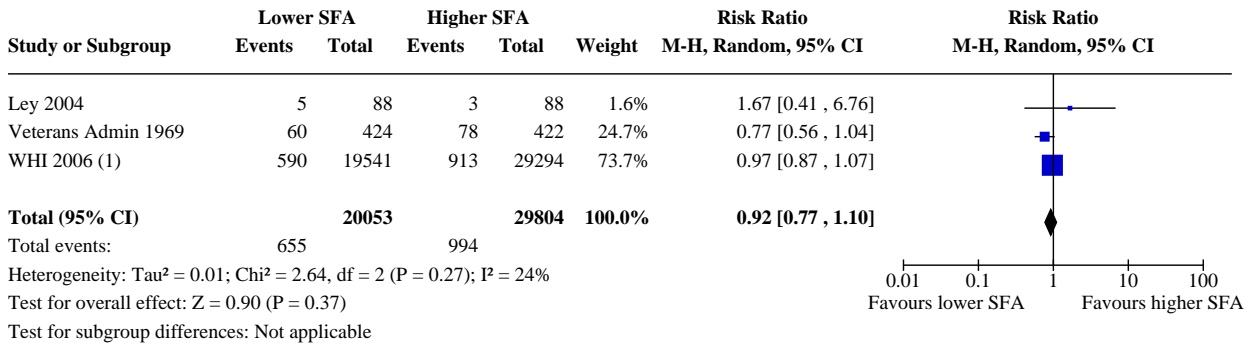 Lower SFA Higher SFA Risk Ratio Risk Ratio
Study or Subgroup Events Total Events Total Weight M-H, Random, 95% CI M-H, Random, 95% CI
Ley 2004 5 88 3 88 1.6% 1.67 [0.41 , 6.76]
Veterans Admin 1969 60 424 78 422 24.7% 0.77 [0.56 , 1.04]
WHI 2006 (1) 590 19541 913 29294 73.7% 0.97 [0.87 , 1.07]
Total (95% CI) 20053 29804 100.0% 0.92 [0.77 , 1.10]
Total events: 655 994
Heterogeneity: Tau² = 0.01; Chi² = 2.64, df = 2 (P = 0.27); I² = 24%
0.01 0.1 1 10 100
Test for overall effect: Z = 0.90 (P = 0.37)
Favours lower SFA Favours higher SFA
Test for subgroup differences: Not applicable